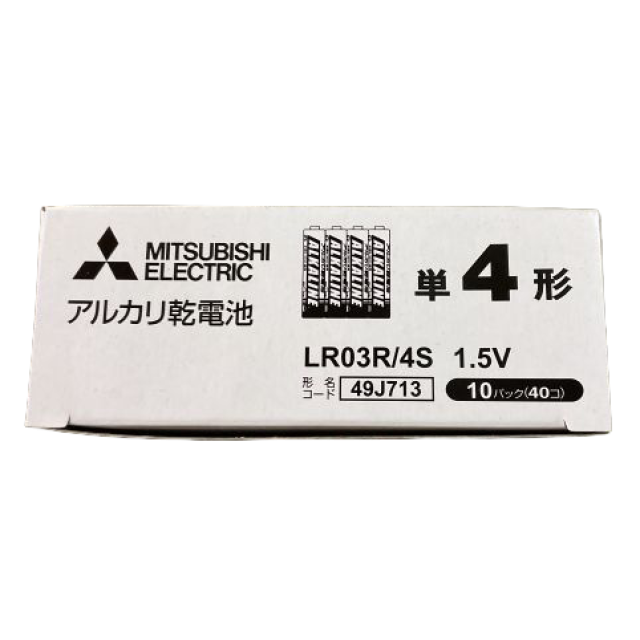 MITSUBISHI
ELECTRIC
アルカリ乾電池
単4形
LR03R/4S 1.5V
形名
コード 49J713
10パック(40コ)